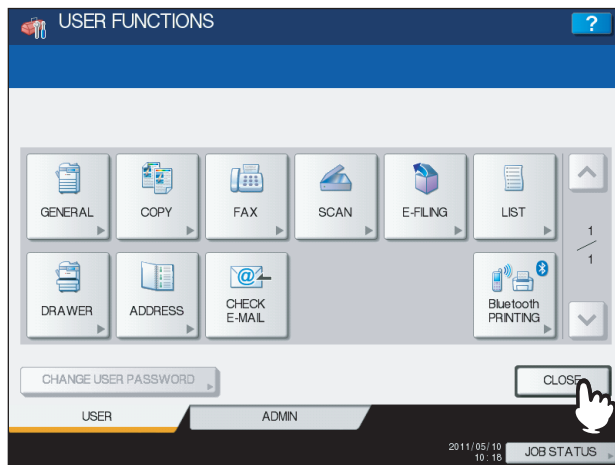 USER FUNCTIONS
?
GENERAL
COPY
FAX
SCAN
E-FILING
LIST
1
1
DRAWER
ADDRESS
@
CHECK
E-MAIL
Bluetooth
PRINTING
CHANGE USER PASSWORD
CLOSE
USER
ADMIN
2011/05/10
10:18
JOB STATUS